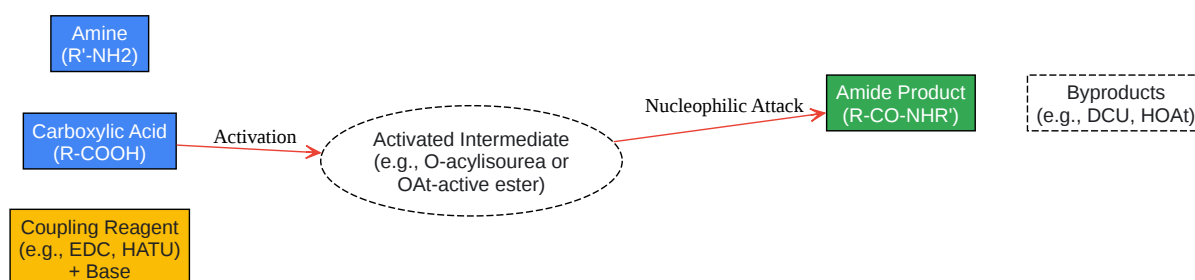 Amine
(R'-NH2)
Carboxylic Acid
(R-COOH)
Coupling Reagent
(e.g., EDC, HATU)
+ Base
Activation
Activated Intermediate
(e.g., O-acylisourea or
OAt-active ester)
Nucleophilic Attack
Amide Product
(R-CO-NHR')
Byproducts
(e.g., DCU, HOAt)